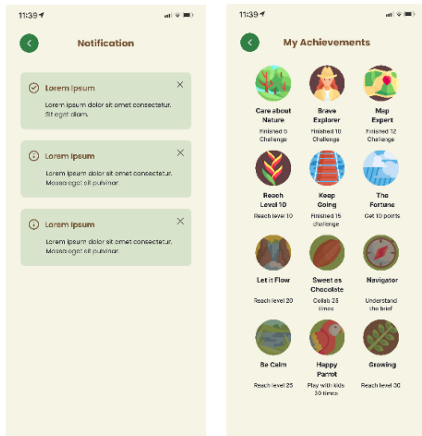 11:39
Notification
Lorem Ipsum
Lorem ipsum dolor sit amet consectetur.
Sit eget diam.
Lorem Ipsum
Lorem ipsum dolor sit amet consectetur.
Massa eget sit pulvinar.
Lorem Ipsum
Lorem ipsum dolor sit amet consectetur.
Massa eget sit pulvinar.
11:39
My Achievements
Care about
Nature
Finished 5
Challenge
Brave
Explorer
Finished 10
Challenge
Map
Expert
Finished 12
Challenge
Reach
Level 10
Reach level 10
Keep
Going
Finished 15
challenge
The
Fortune
Get 10 points
Let it Flow
Reach level 20
Sweet as
Chocolate
Collab 25
times
Navigator
Understand
the brief
Be Calm
Reach level 25
Happy
Parrot
Play with kids
30 times
Growing
Reach level 30